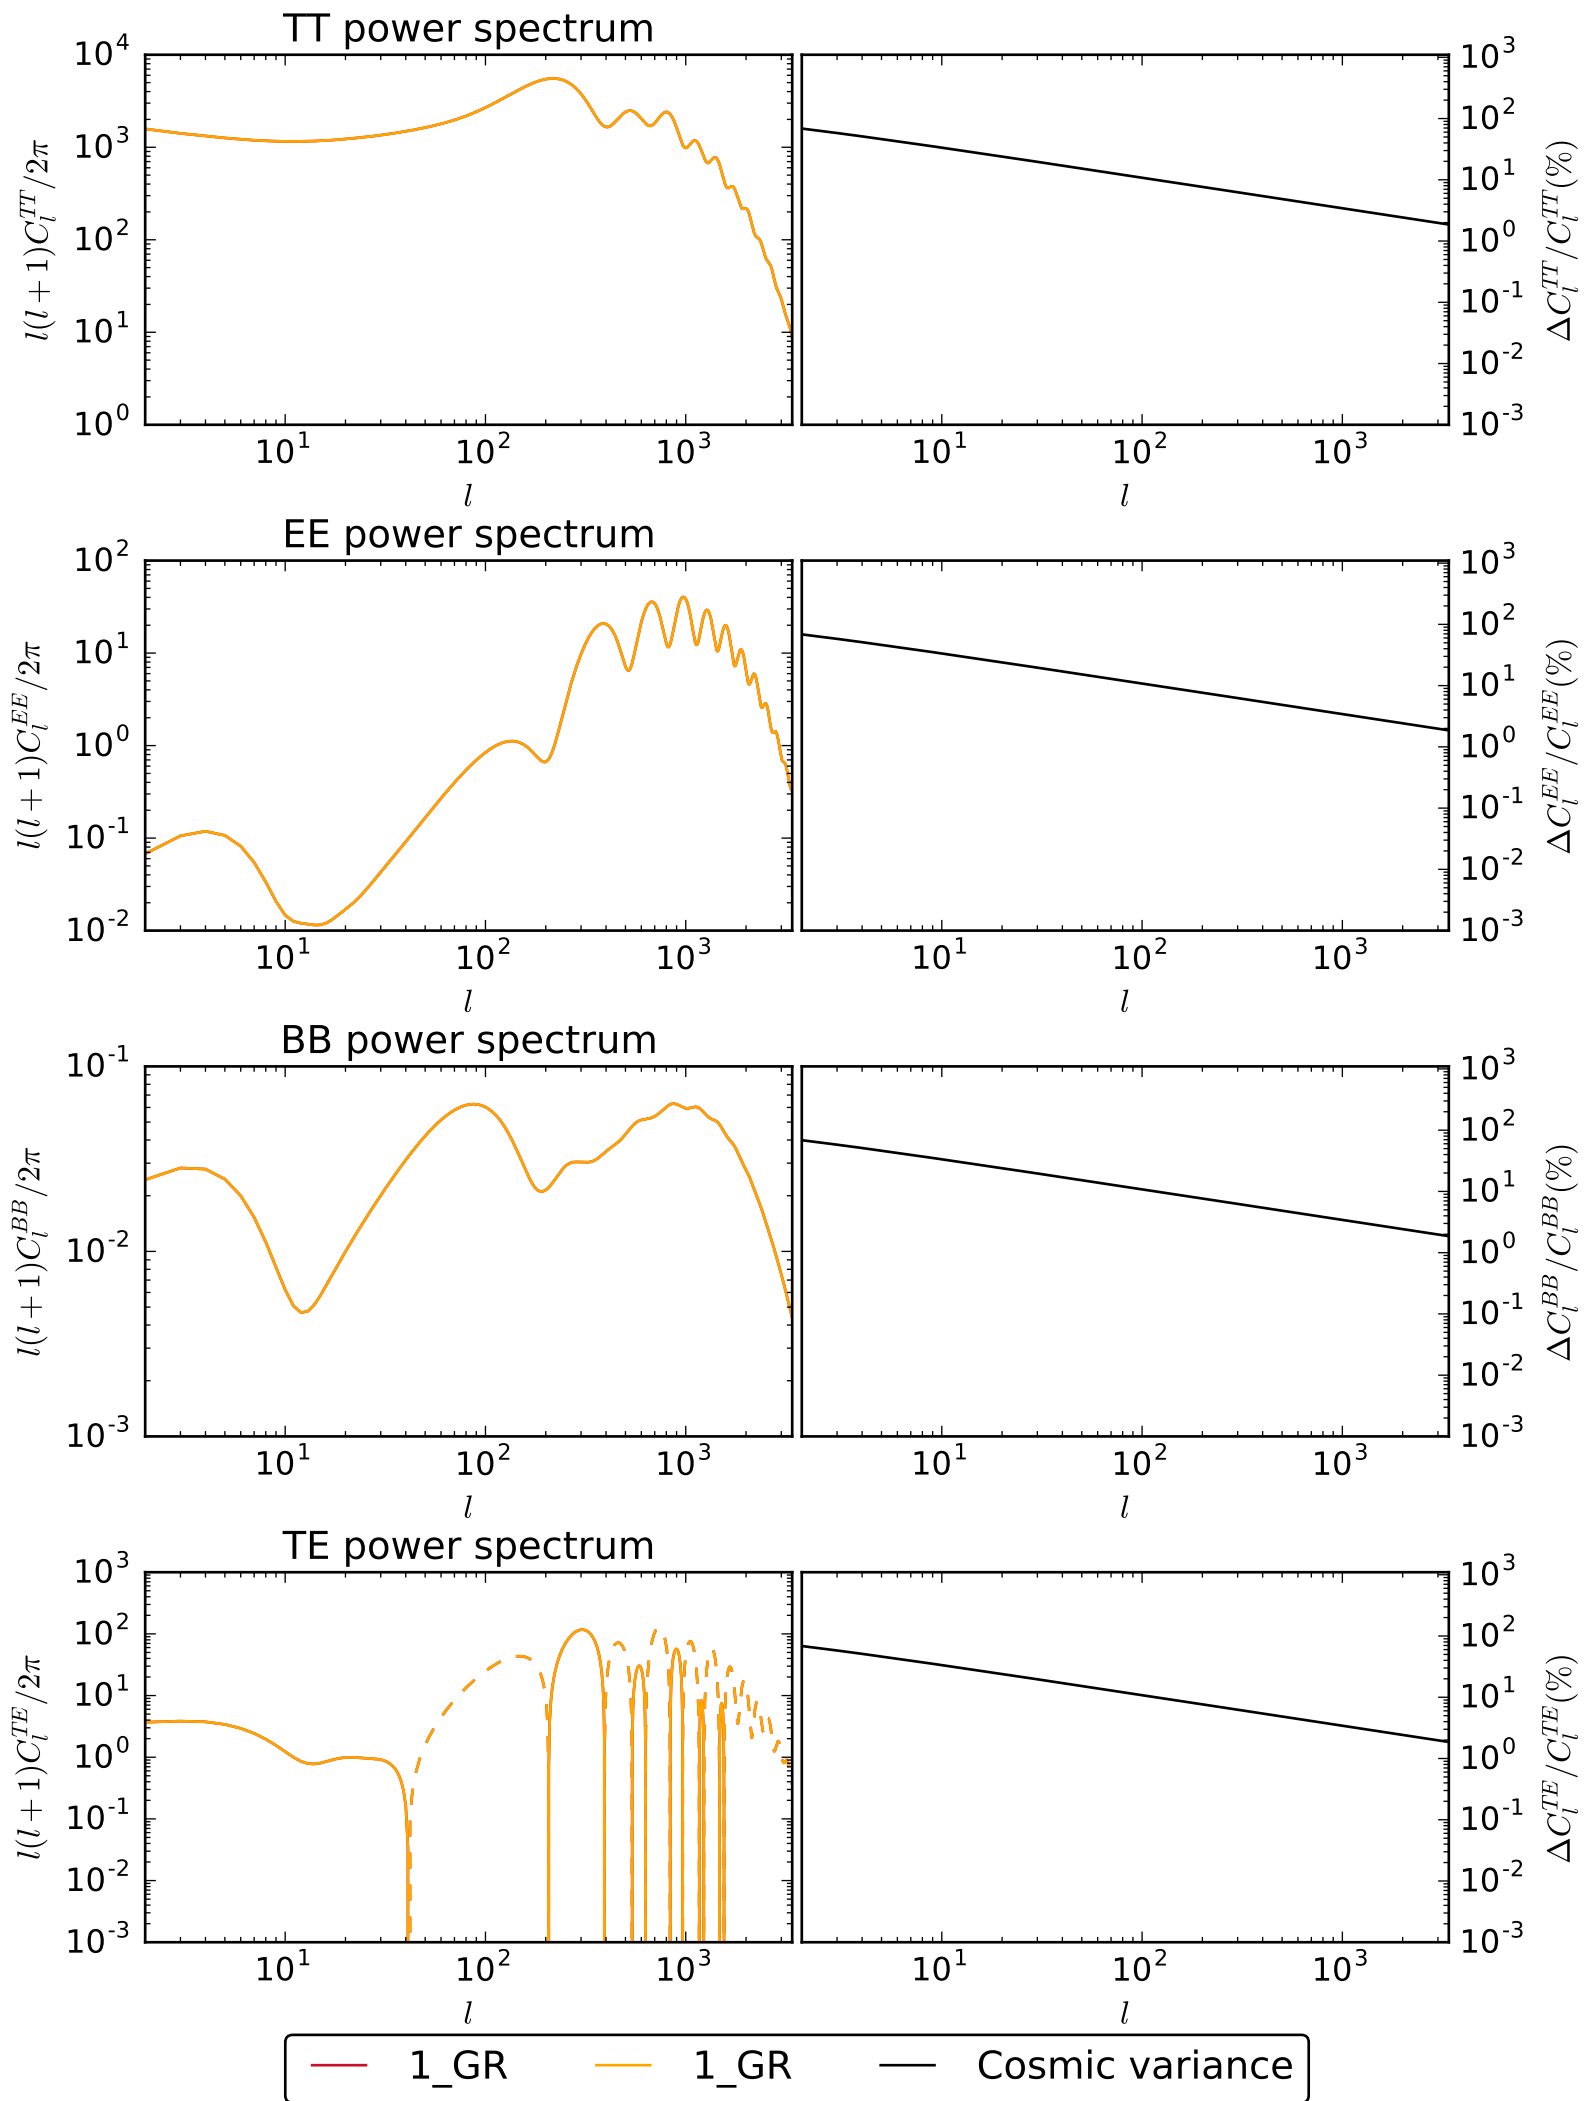 TT power spectrum
l(l + 1)C_l^{TT}/2π
10^4
10^3
10^2
10^1
10^0
10^1 10^2 10^3
l
10^1 10^2 10^3
l
10^3
10^2
10^1
10^0
10^-1
10^-2
10^-3
ΔC_l^{TT}/C_l^{TT}(%)
EE power spectrum
l(l + 1)C_l^{EE}/2π
10^2
10^1
10^0
10^-1
10^-2
10^1 10^2 10^3
l
10^1 10^2 10^3
l
10^3
10^2
10^1
10^0
10^-1
10^-2
10^-3
ΔC_l^{EE}/C_l^{EE}(%)
BB power spectrum
l(l + 1)C_l^{BB}/2π
10^-1
10^-2
10^-3
10^1 10^2 10^3
l
10^1 10^2 10^3
l
10^3
10^2
10^1
10^0
10^-1
10^-2
10^-3
ΔC_l^{BB}/C_l^{BB}(%)
TE power spectrum
l(l + 1)C_l^{TE}/2π
10^3
10^2
10^1
10^0
10^-1
10^-2
10^-3
10^1 10^2 10^3
l
10^1 10^2 10^3
l
10^3
10^2
10^1
10^0
10^-1
10^-2
10^-3
ΔC_l^{TE}/C_l^{TE}(%)
1_GR 1_GR Cosmic variance